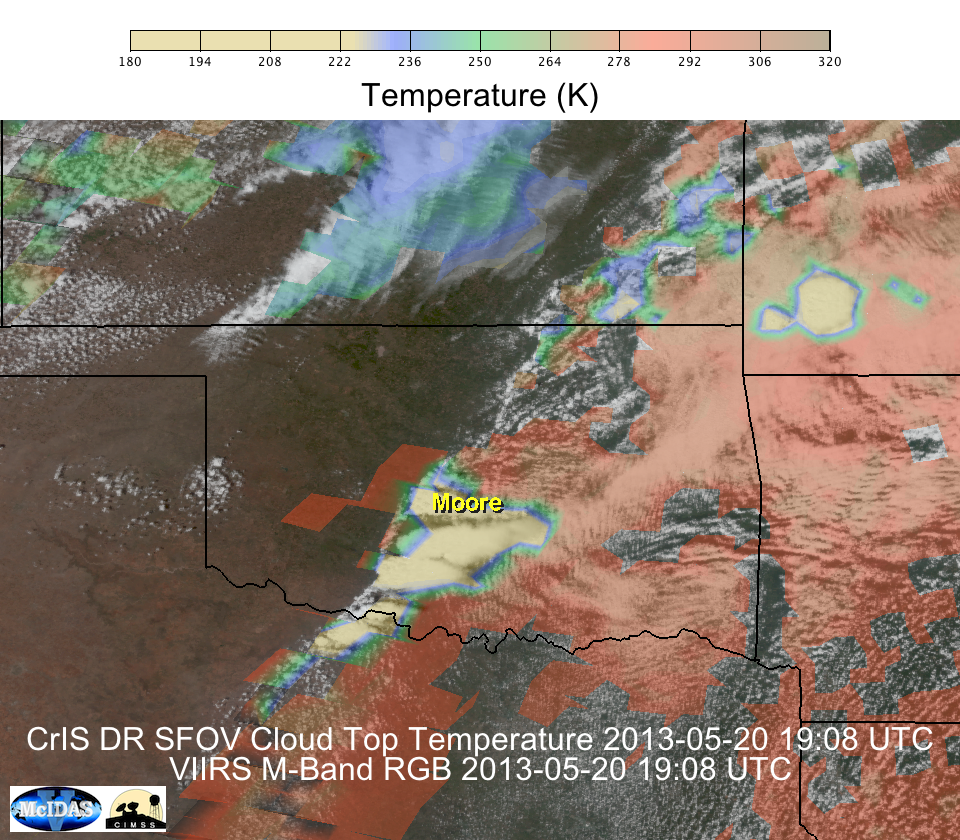 180 194 208 222 236 250 264 278 292 306 320
Temperature (K)
Moore
CrIS DR SFOV Cloud Top Temperature 2013-05-20 19:08 UTC
VIIRS M-Band RGB 2013-05-20 19:08 UTC
McIDAS
V
CIMSS